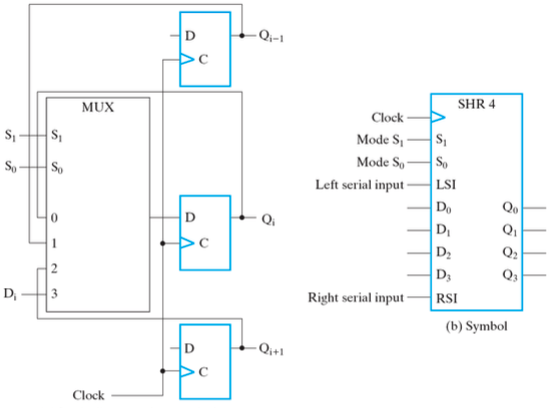 D
C
Q_{i−1}
MUX
S_1
S_1
S_0
S_0
0
D
Q_i
1
C
2
D_i
3
D
Q_{i+1}
C
Clock
SHR 4
Clock
Mode S_1
S_1
Mode S_0
S_0
Left serial input
LSI
D_0
Q_0
D_1
Q_1
D_2
Q_2
D_3
Q_3
Right serial input
RSI
(b) Symbol